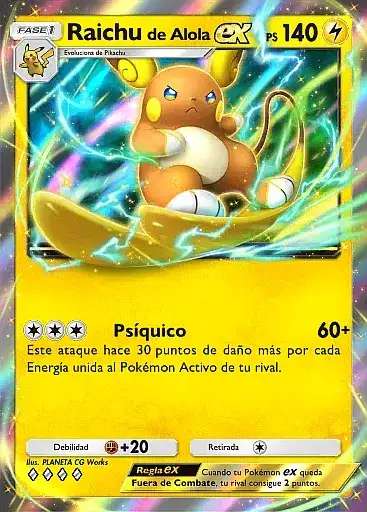 FASE 1
Raichu de Alola ex PS 140
Evoluciona de Pikachu
Psíquico 60+
Este ataque hace 30 puntos de daño más por cada
Energía unida al Pokémon Activo de tu rival.
Debilidad +20 Retirada
Ilus. PLANETA CG Works
Regla ex Cuando tu Pokémon ex queda
Fuera de Combate, tu rival consigue 2 puntos.